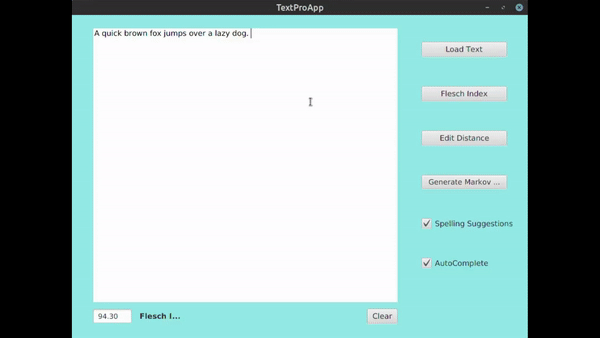 TextProApp
A quick brown fox jumps over a lazy dog.
Load Text
Flesch Index
Edit Distance
Generate Markov ...
Spelling Suggestions
AutoComplete
94.30
Flesch I...
Clear